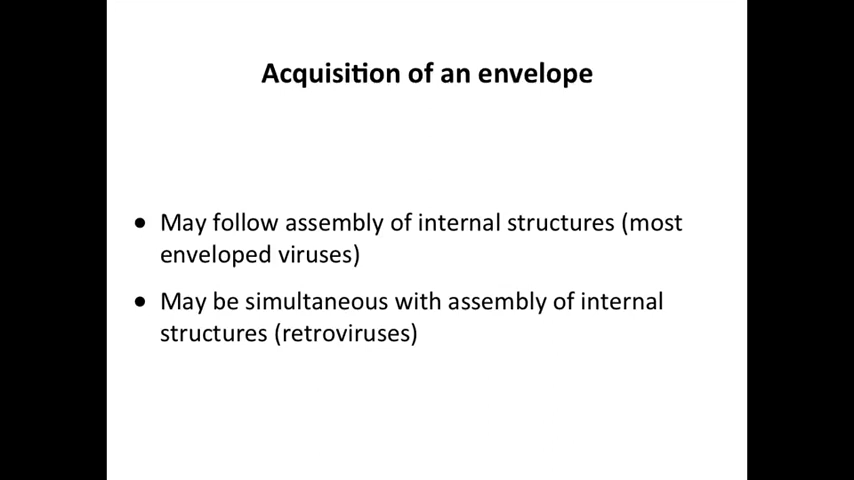 Acquisition of an envelope
● May follow assembly of internal structures (most
enveloped viruses)
● May be simultaneous with assembly of internal
structures (retroviruses)